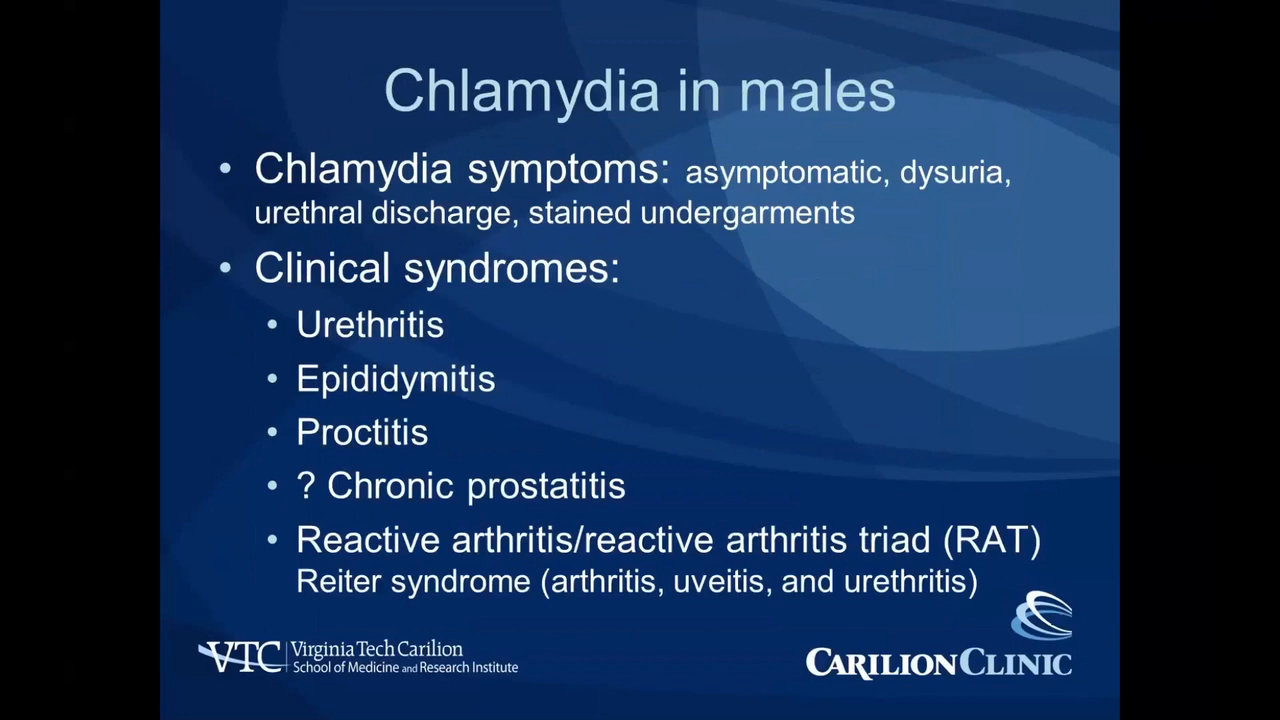 Chlamydia in males
• Chlamydia symptoms: asymptomatic, dysuria,
urethral discharge, stained undergarments
• Clinical syndromes:
• Urethritis
• Epididymitis
• Proctitis
• ? Chronic prostatitis
• Reactive arthritis/reactive arthritis triad (RAT)
Reiter syndrome (arthritis, uveitis, and urethritis)
VTC Virginia Tech Carilion
School of Medicine and Research Institute
CARILION CLINIC